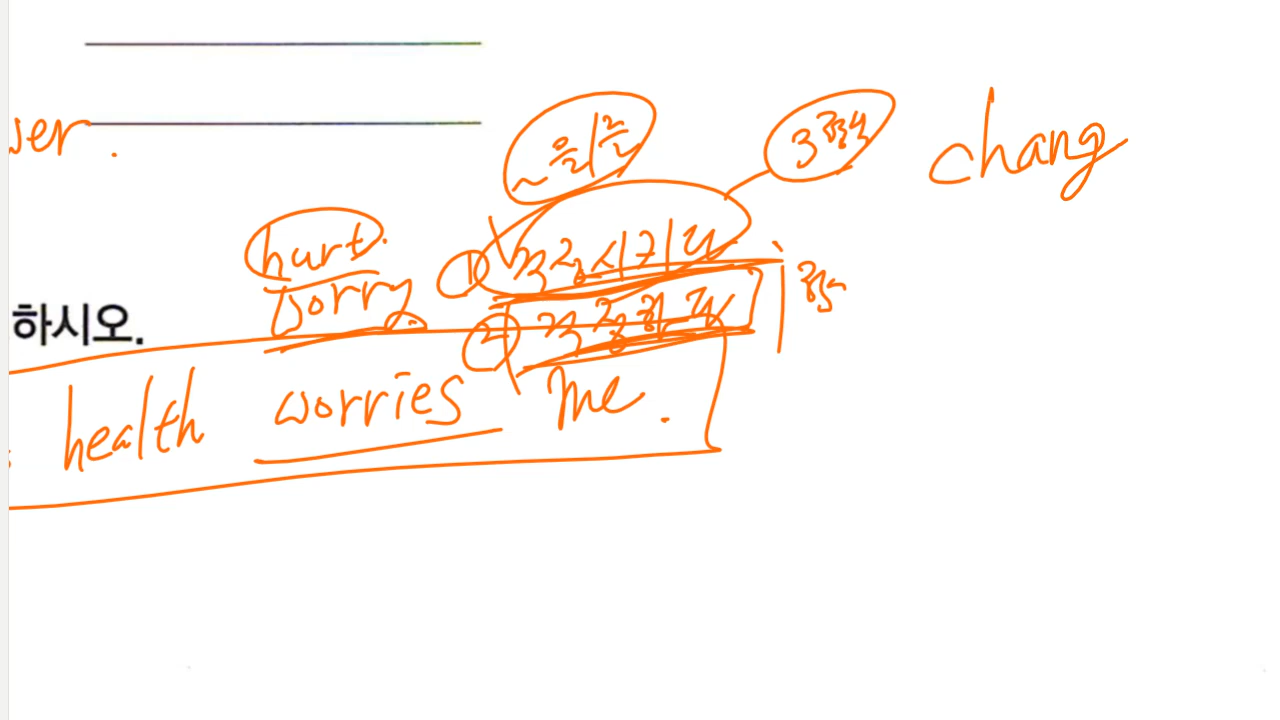 wer.
~을/를
3형식
chang
hurt.
① 걱정시키다
worry
② 걱정하다
하시오.
health worries me.